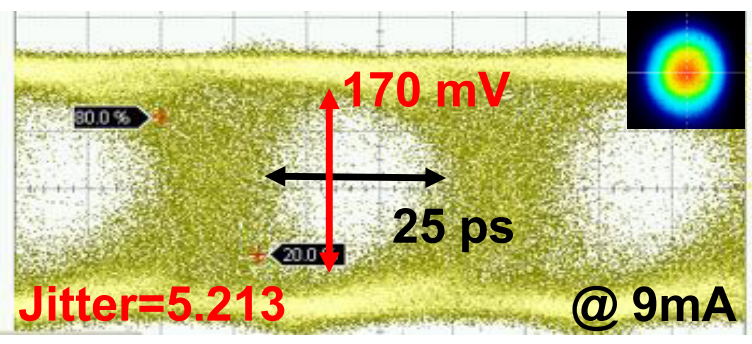 170 mV
80.0 %
25 ps
20.0
Jitter=5.213
@ 9mA